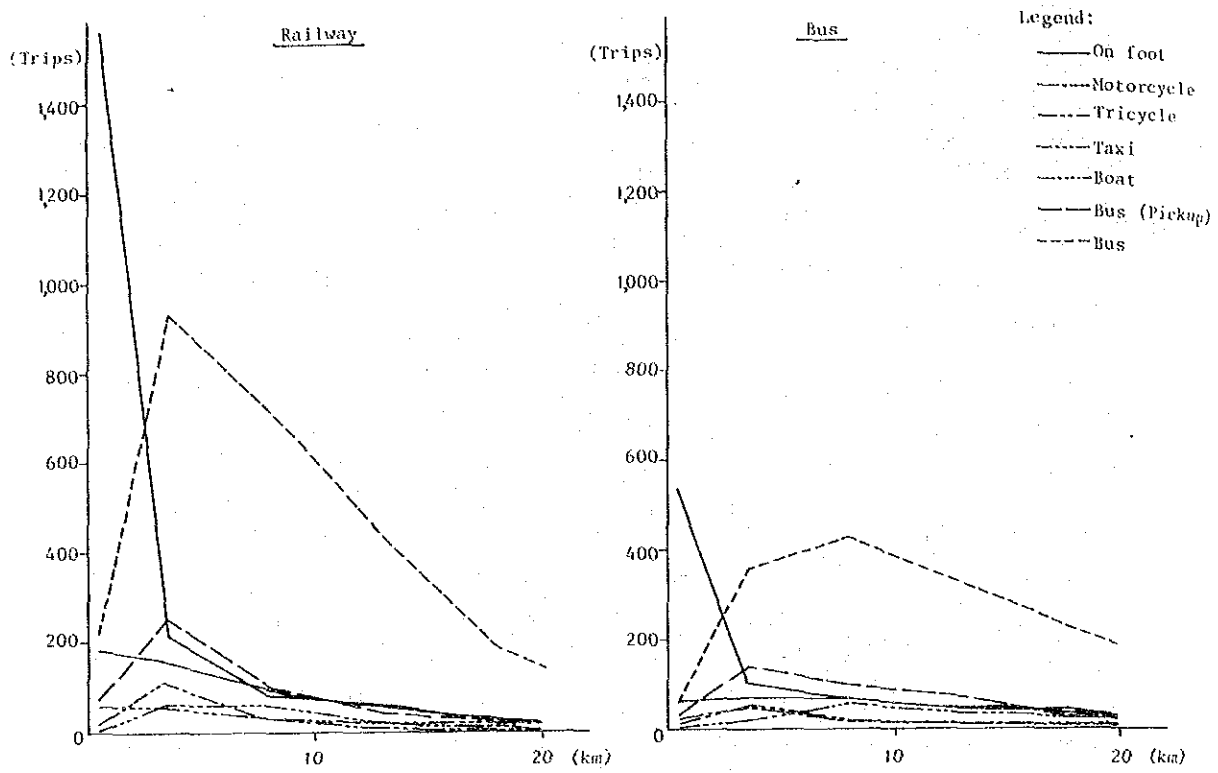 Railway
(Trips)
1,400
1,200
1,000
800
600
400
200
0
10
20
(km)
Bus
(Trips)
1,400
1,200
1,000
800
600
400
200
0
10
20
(km)
Legend:
On foot
Motorcycle
Tricycle
Taxi
Boat
Bus (Pickup)
Bus